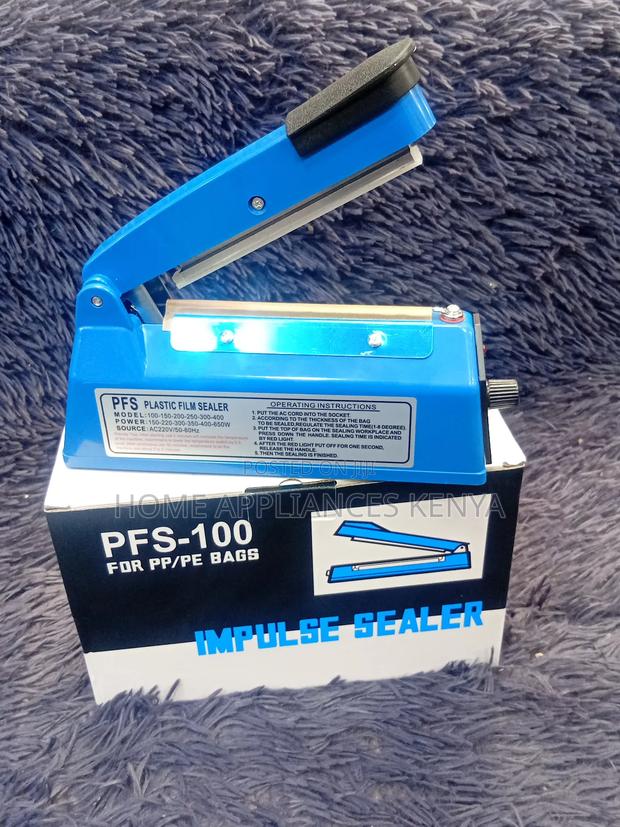 PFS PLASTIC FILM SEALER
MODEL:100-150-200-250-300-400
POWER:150-220-300-350-400-650W
SOURCE:AC220V/50-60Hz
OPERATING INSTRUCTIONS
1. PUT THE AC CORD INTO THE SOCKET
2. ACCORDING TO THE THICKNESS OF THE BAG
TO BE SEALED,REGULATE THE SEALING TIME(1-8 DEGREE).
3. PUT THE TOP OF BAG ON THE SEALING WORKPLACE AND
PRESS DOWN THE HANDLE. SEALING TIME IS INDICATED
BY RED LIGHT.
4. AFTER THE RED LIGHT PUT OFF FOR ONE SECOND,
RELEASE THE HANDLE.
5. THEN THE SEALING IS FINISHED.
POSTED ON JIJI
HOME APPLIANCES KENYA
PFS-100
FOR PP/PE BAGS
IMPULSE SEALER